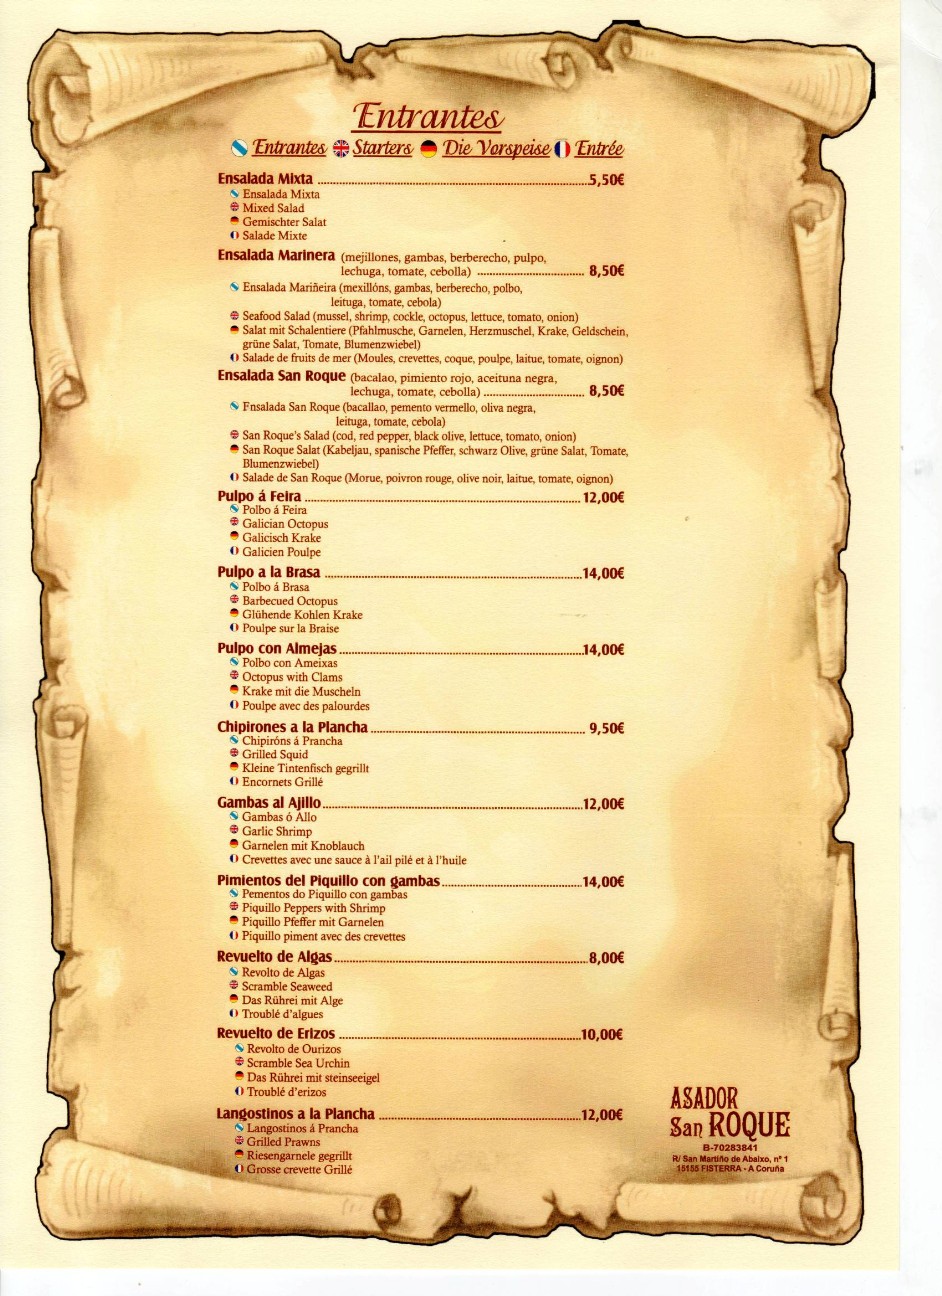 Entrantes
Entrantes Starters Die Vorspeise Entrée
Ensalada Mixta ........ 5,50€
Ensalada Mixta
Mixed Salad
Gemischter Salat
Salade Mixte
Ensalada Marinera (mejillones, gambas, berberecho, pulpo,
lechuga, tomate, cebolla) ........ 8,50€
Ensalada Mariñeira (mexillóns, gambas, berberecho, polbo,
leituga, tomate, cebola)
Seafood Salad (mussel, shrimp, cockle, octopus, lettuce, tomato, onion)
Salat mit Schalentiere (Pfahlmusche, Garnelen, Herzmuschel, Krake, Geldschein,
grüne Salat, Tomate, Blumenzwiebel)
Salade de fruits de mer (Moules, crevettes, coque, poulpe, laitue, tomate, oignon)
Ensalada San Roque (bacalao, pimiento rojo, aceituna negra,
lechuga, tomate, cebolla) ........ 8,50€
Fnsalada San Roque (bacallao, pemento vermello, oliva negra,
leituga, tomate, cebola)
San Roque's Salad (cod, red pepper, black olive, lettuce, tomato, onion)
San Roque Salat (Kabeljau, spanische Pfeffer, schwarz Olive, grüne Salat, Tomate,
Blumenzwiebel)
Salade de San Roque (Morue, poivron rouge, olive noir, laitue, tomate, oignon)
Pulpo á Feira ........ 12,00€
Polbo á Feira
Galician Octopus
Galicisch Krake
Galicien Poulpe
Pulpo a la Brasa ........ 14,00€
Polbo á Brasa
Barbecued Octopus
Glühende Kohlen Krake
Poulpe sur la Braise
Pulpo con Almejas ........ 14,00€
Polbo con Ameixas
Octopus with Clams
Krake mit die Muscheln
Poulpe avec des palourdes
Chipirones a la Plancha ........ 9,50€
Chipiróns á Prancha
Grilled Squid
Kleine Tintenfisch gegrillt
Encornets Grillé
Gambas al Ajillo ........ 12,00€
Gambas ó Allo
Garlic Shrimp
Garnelen mit Knoblauch
Crevettes avec une sauce à l'ail pilé et à l'huile
Pimientos del Piquillo con gambas ........ 14,00€
Pementos do Piquillo con gambas
Piquillo Peppers with Shrimp
Piquillo Pfeffer mit Garnelen
Piquillo piment avec des crevettes
Revuelto de Algas ........ 8,00€
Revolto de Algas
Scramble Seaweed
Das Rührei mit Alge
Troublé d'algues
Revuelto de Erizos ........ 10,00€
Revolto de Ourizos
Scramble Sea Urchin
Das Rührei mit steinseeigel
Troublé d'erizos
Langostinos a la Plancha ........ 12,00€
Langostinos á Prancha
Grilled Prawns
Riesengarnele gegrillt
Grosse crevette Grillé
ASADOR
San ROQUE
B-70283841
R/ San Martiño de Abaixo, nº 1
15155 FISTERRA - A Coruña